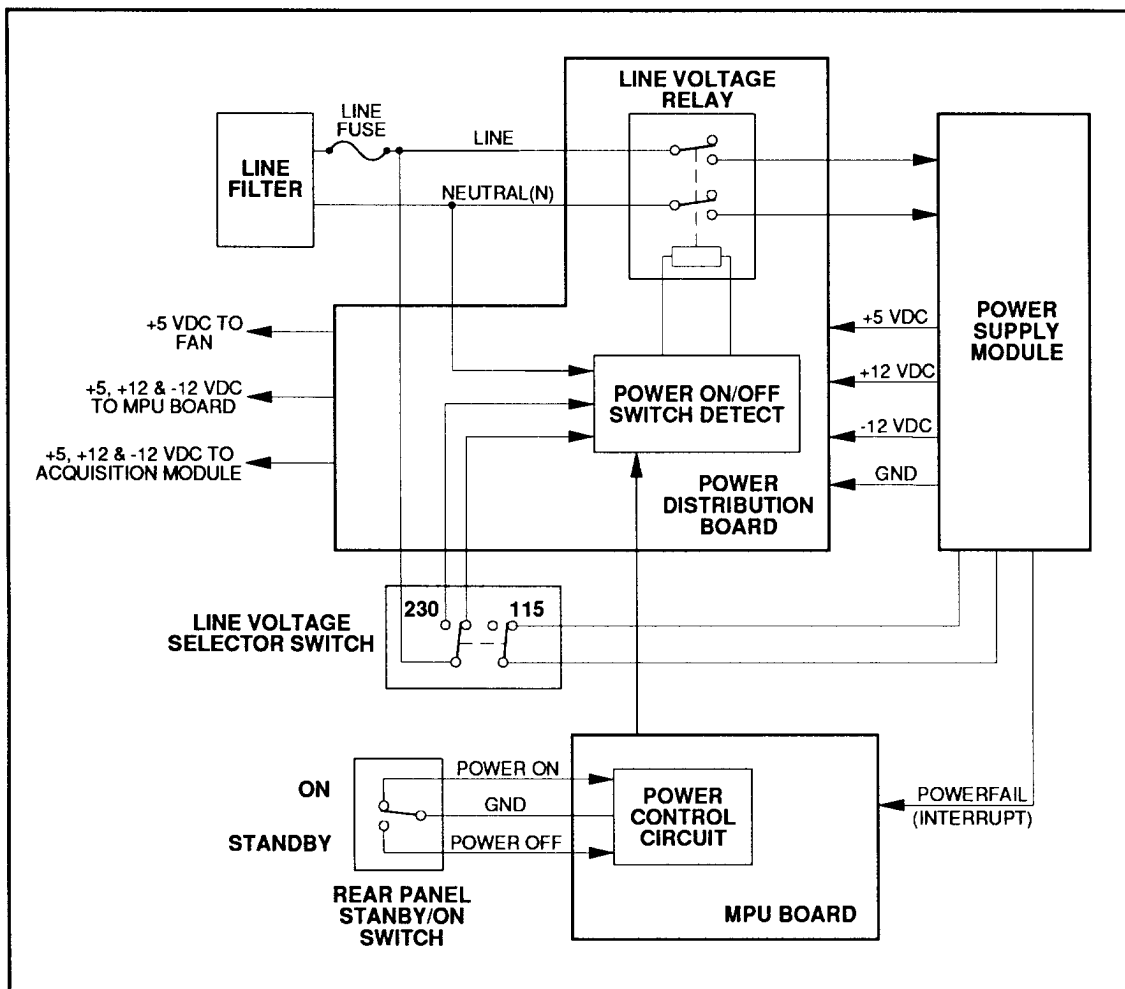 LINE VOLTAGE
RELAY
LINE
FUSE
LINE
LINE
FILTER
NEUTRAL(N)
POWER
SUPPLY
MODULE
+5 VDC TO
FAN
+5 VDC
+5, +12 & -12 VDC
TO MPU BOARD
POWER ON/OFF
SWITCH DETECT
+12 VDC
-12 VDC
+5, +12 & -12 VDC TO
ACQUISITION MODULE
POWER
DISTRIBUTION
BOARD
GND
230
115
LINE VOLTAGE
SELECTOR SWITCH
ON
STANDBY
POWER ON
GND
POWER OFF
POWER
CONTROL
CIRCUIT
POWERFAIL
(INTERRUPT)
REAR PANEL
STANBY/ON
SWITCH
MPU BOARD